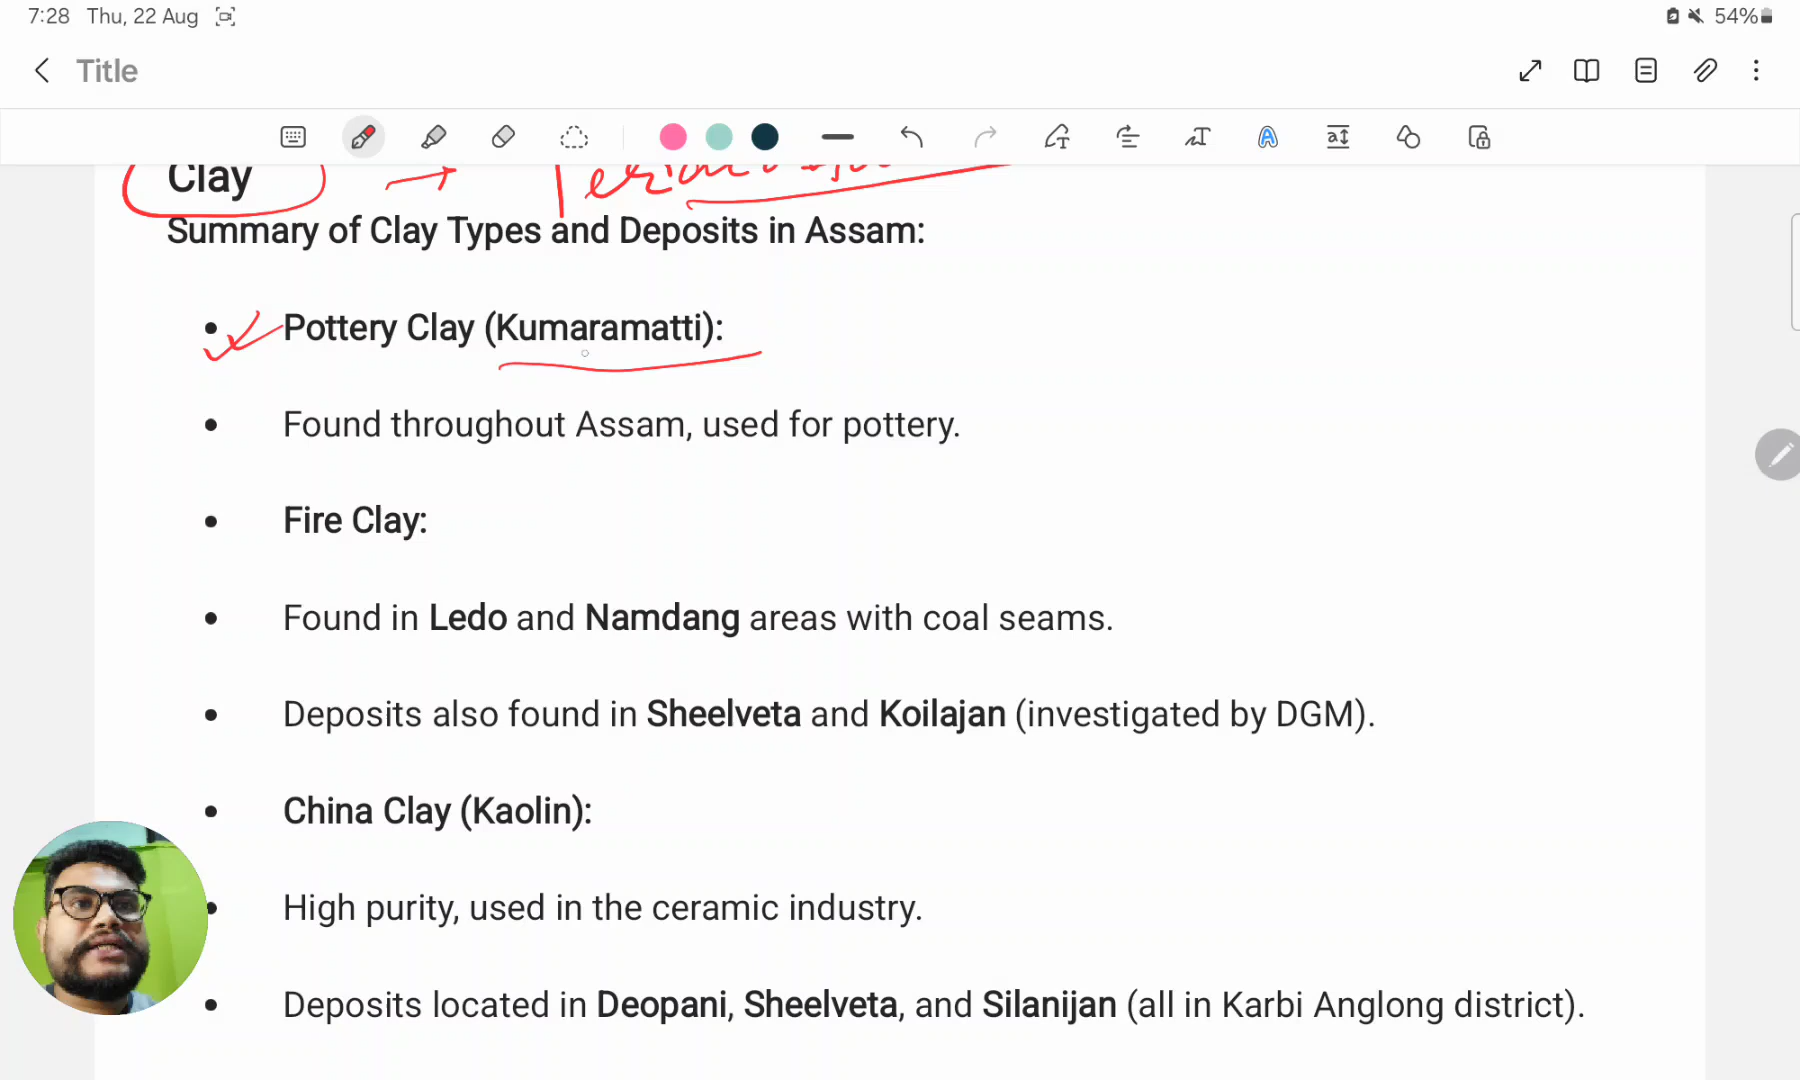 7:28 Thu, 22 Aug 54%
Title
Clay
Summary of Clay Types and Deposits in Assam:
• Pottery Clay (Kumaramatti):
• Found throughout Assam, used for pottery.
• Fire Clay:
• Found in Ledo and Namdang areas with coal seams.
• Deposits also found in Sheelveta and Koilajan (investigated by DGM).
• China Clay (Kaolin):
• High purity, used in the ceramic industry.
• Deposits located in Deopani, Sheelveta, and Silanijan (all in Karbi Anglong district).